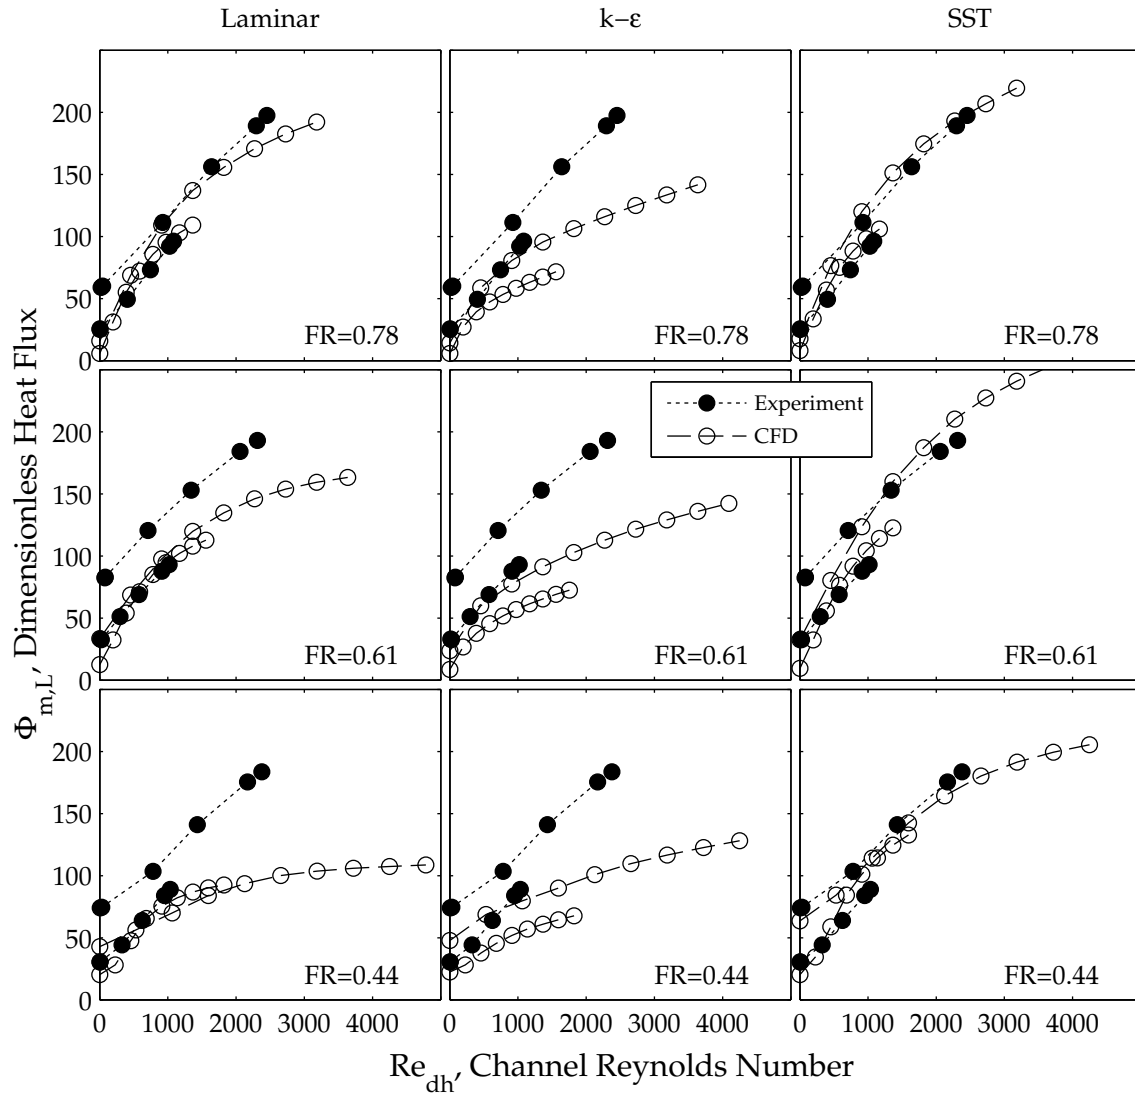 Laminar
k−ε
SST
Φm,L, Dimensionless Heat Flux
200
150
100
50
0
FR=0.78
FR=0.78
FR=0.78
200
150
100
50
0
Experiment
CFD
FR=0.61
FR=0.61
FR=0.61
200
150
100
50
0
FR=0.44
FR=0.44
FR=0.44
0 1000 2000 3000 4000
0 1000 2000 3000 4000
0 1000 2000 3000 4000
Redh, Channel Reynolds Number